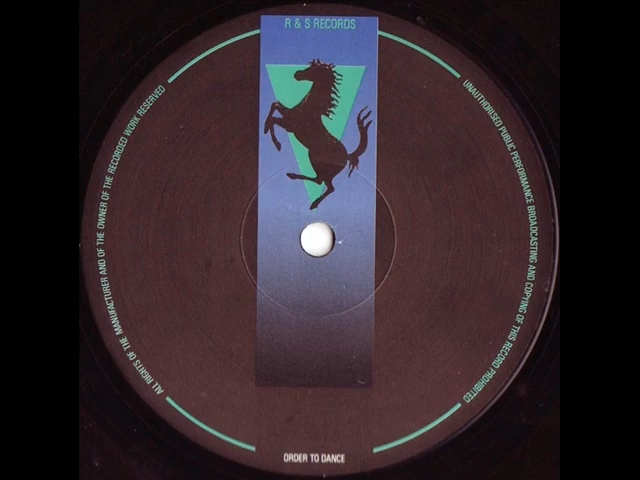 R & S RECORDS
ALL RIGHTS OF THE MANUFACTURER AND OF THE OWNER OF THE RECORDED WORK RESERVED
UNAUTHORISED PUBLIC PERFORMANCE BROADCASTING AND COPYING OF THIS RECORD PROHIBITED
ORDER TO DANCE